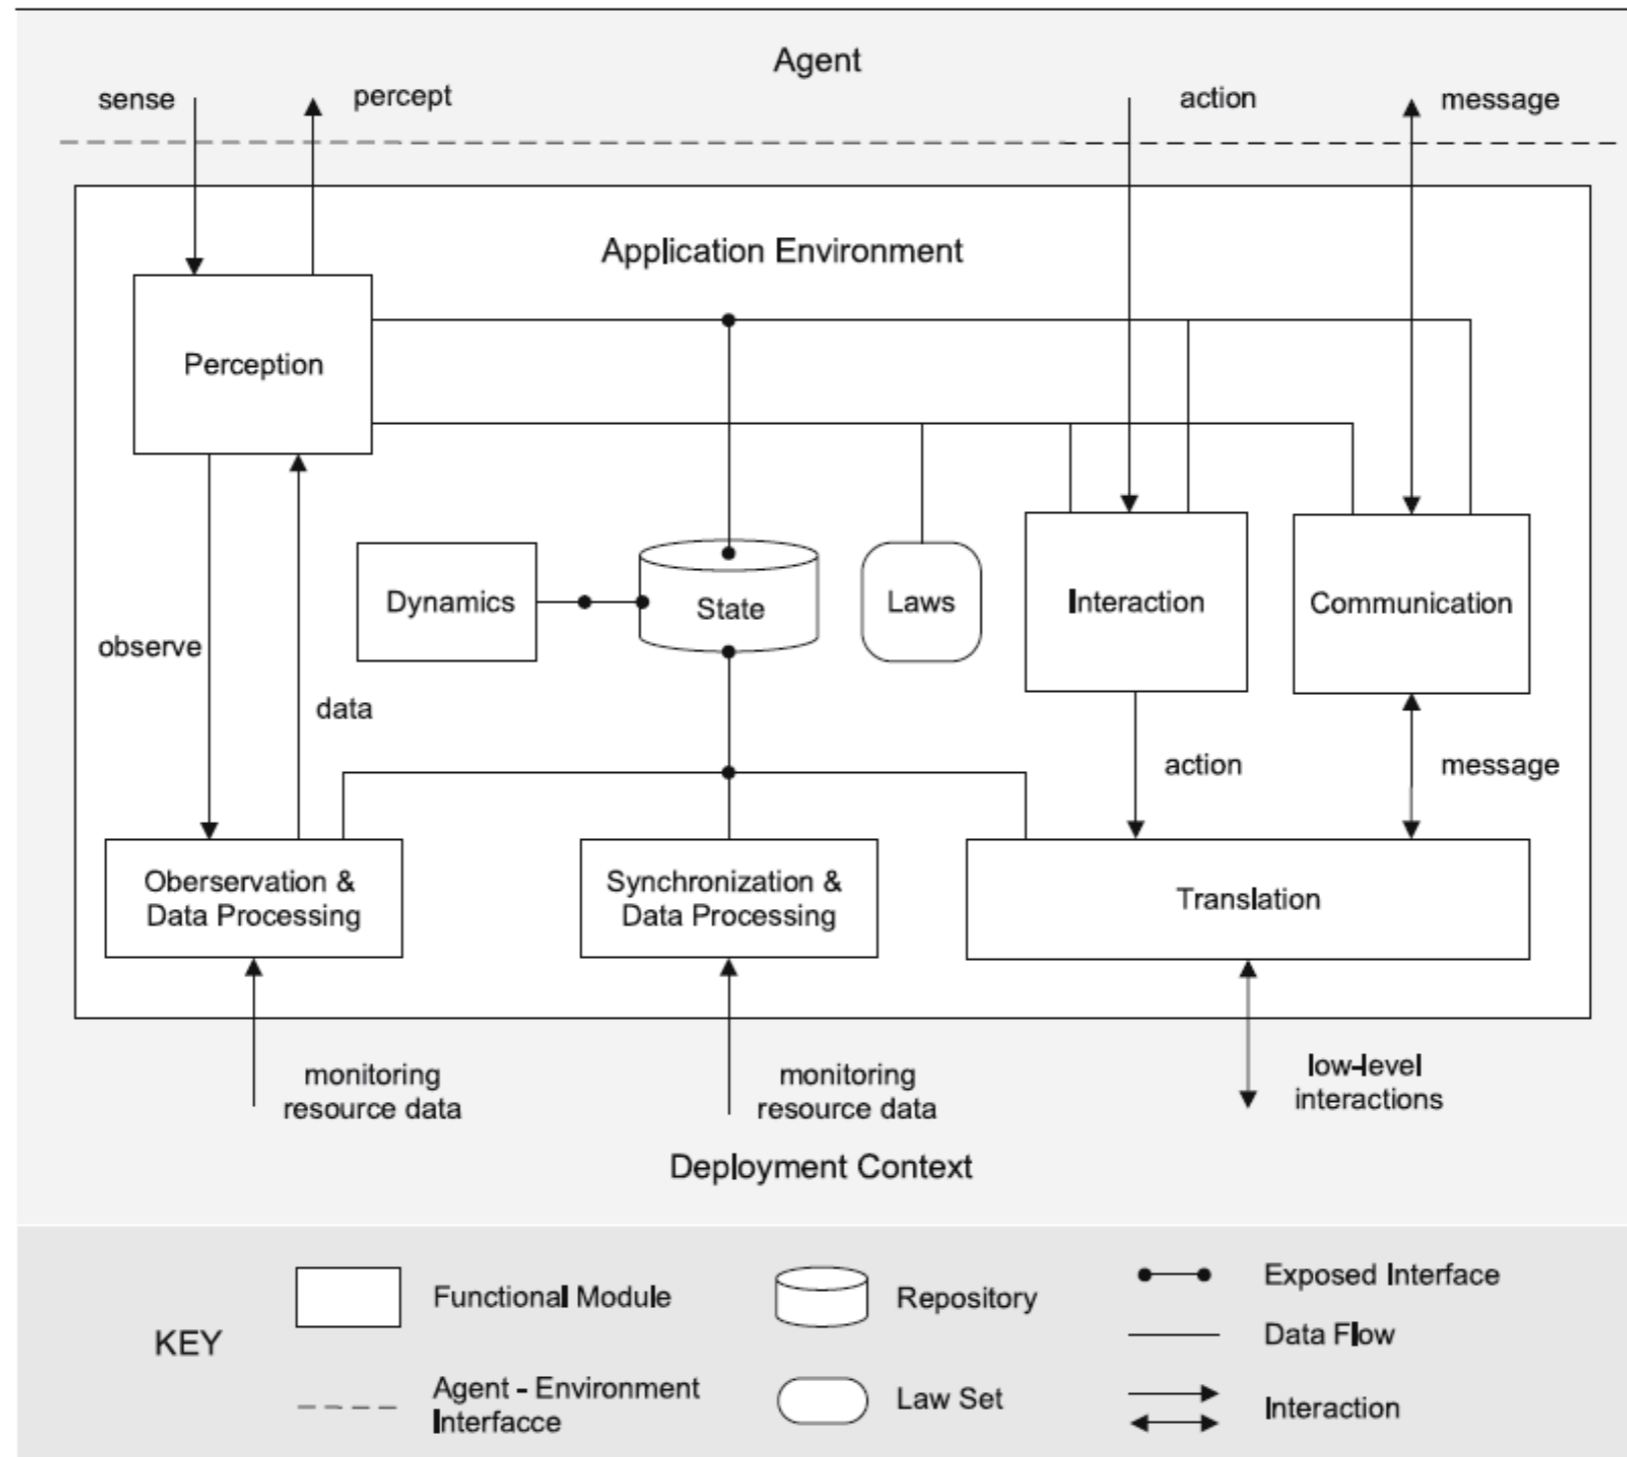 Agent
sense
percept
action
message
Application Environment
Perception
Dynamics
State
Laws
Interaction
Communication
observe
data
action
message
Oberservation &
Data Processing
Synchronization &
Data Processing
Translation
monitoring
resource data
monitoring
resource data
low-level
interactions
Deployment Context
KEY
Functional Module
Agent - Environment
Interfacce
Repository
Law Set
Exposed Interface
Data Flow
Interaction